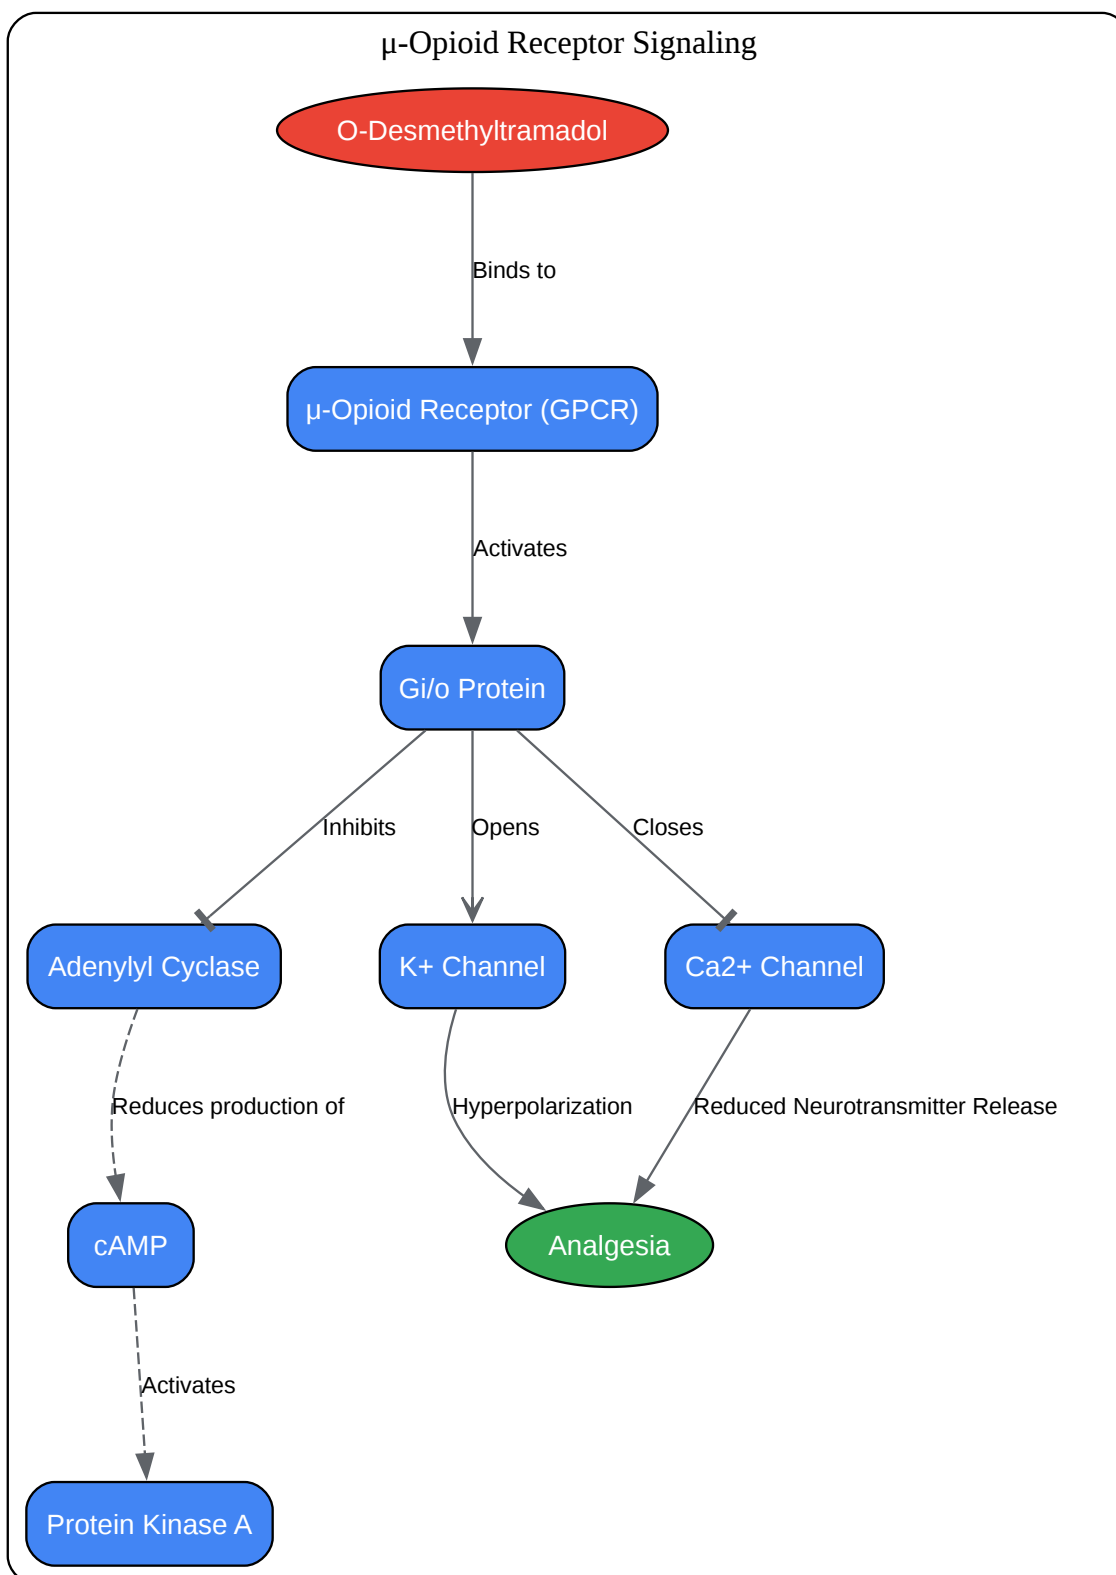 μ-Opioid Receptor Signaling
O-Desmethyltramadol
Binds to
μ-Opioid Receptor (GPCR)
Activates
Gi/o Protein
Inhibits
Opens
Closes
Adenylyl Cyclase
K+ Channel
Ca2+ Channel
Reduces production of
Hyperpolarization
Reduced Neurotransmitter Release
cAMP
Analgesia
Activates
Protein Kinase A